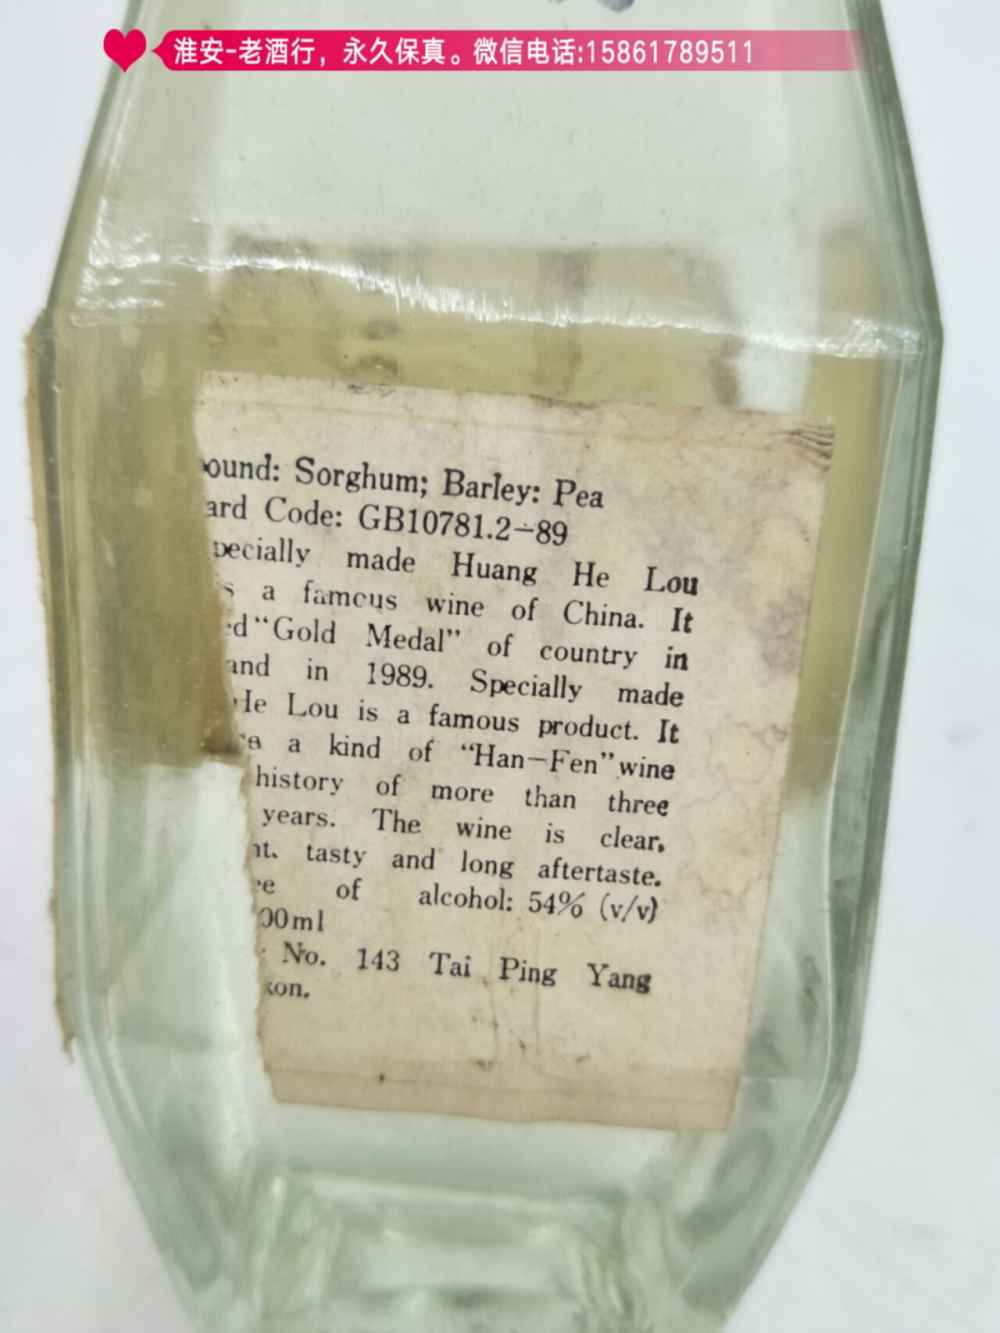 淮安-老酒行，永久保真。微信电话:15861789511
ound: Sorghum; Barley: Pea
ard Code: GB10781.2-89
pecially made Huang He Lou
s a famous wine of China. It
d "Gold Medal" of country in
and in 1989. Specially made
He Lou is a famous product. It
a kind of "Han-Fen" wine
history of more than three
years. The wine is clear,
nt. tasty and long aftertaste.
e of alcohol: 54% (v/v)
00ml
No. 143 Tai Ping Yang
kon.